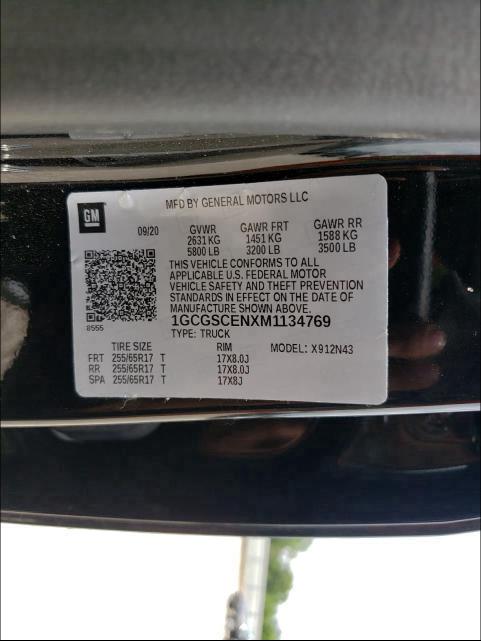 GM
MFD BY GENERAL MOTORS LLC
09/20 GVWR GAWR FRT GAWR RR
2631 KG 1451 KG 1588 KG
5800 LB 3200 LB 3500 LB
THIS VEHICLE CONFORMS TO ALL
APPLICABLE U.S. FEDERAL MOTOR
VEHICLE SAFETY AND THEFT PREVENTION
STANDARDS IN EFFECT ON THE DATE OF
MANUFACTURE SHOWN ABOVE.
8555
1GCGSCENXM1134769
TYPE: TRUCK
TIRE SIZE RIM MODEL: X912N43
FRT 255/65R17 T 17X8.0J
RR 255/65R17 T 17X8.0J
SPA 255/65R17 T 17X8J